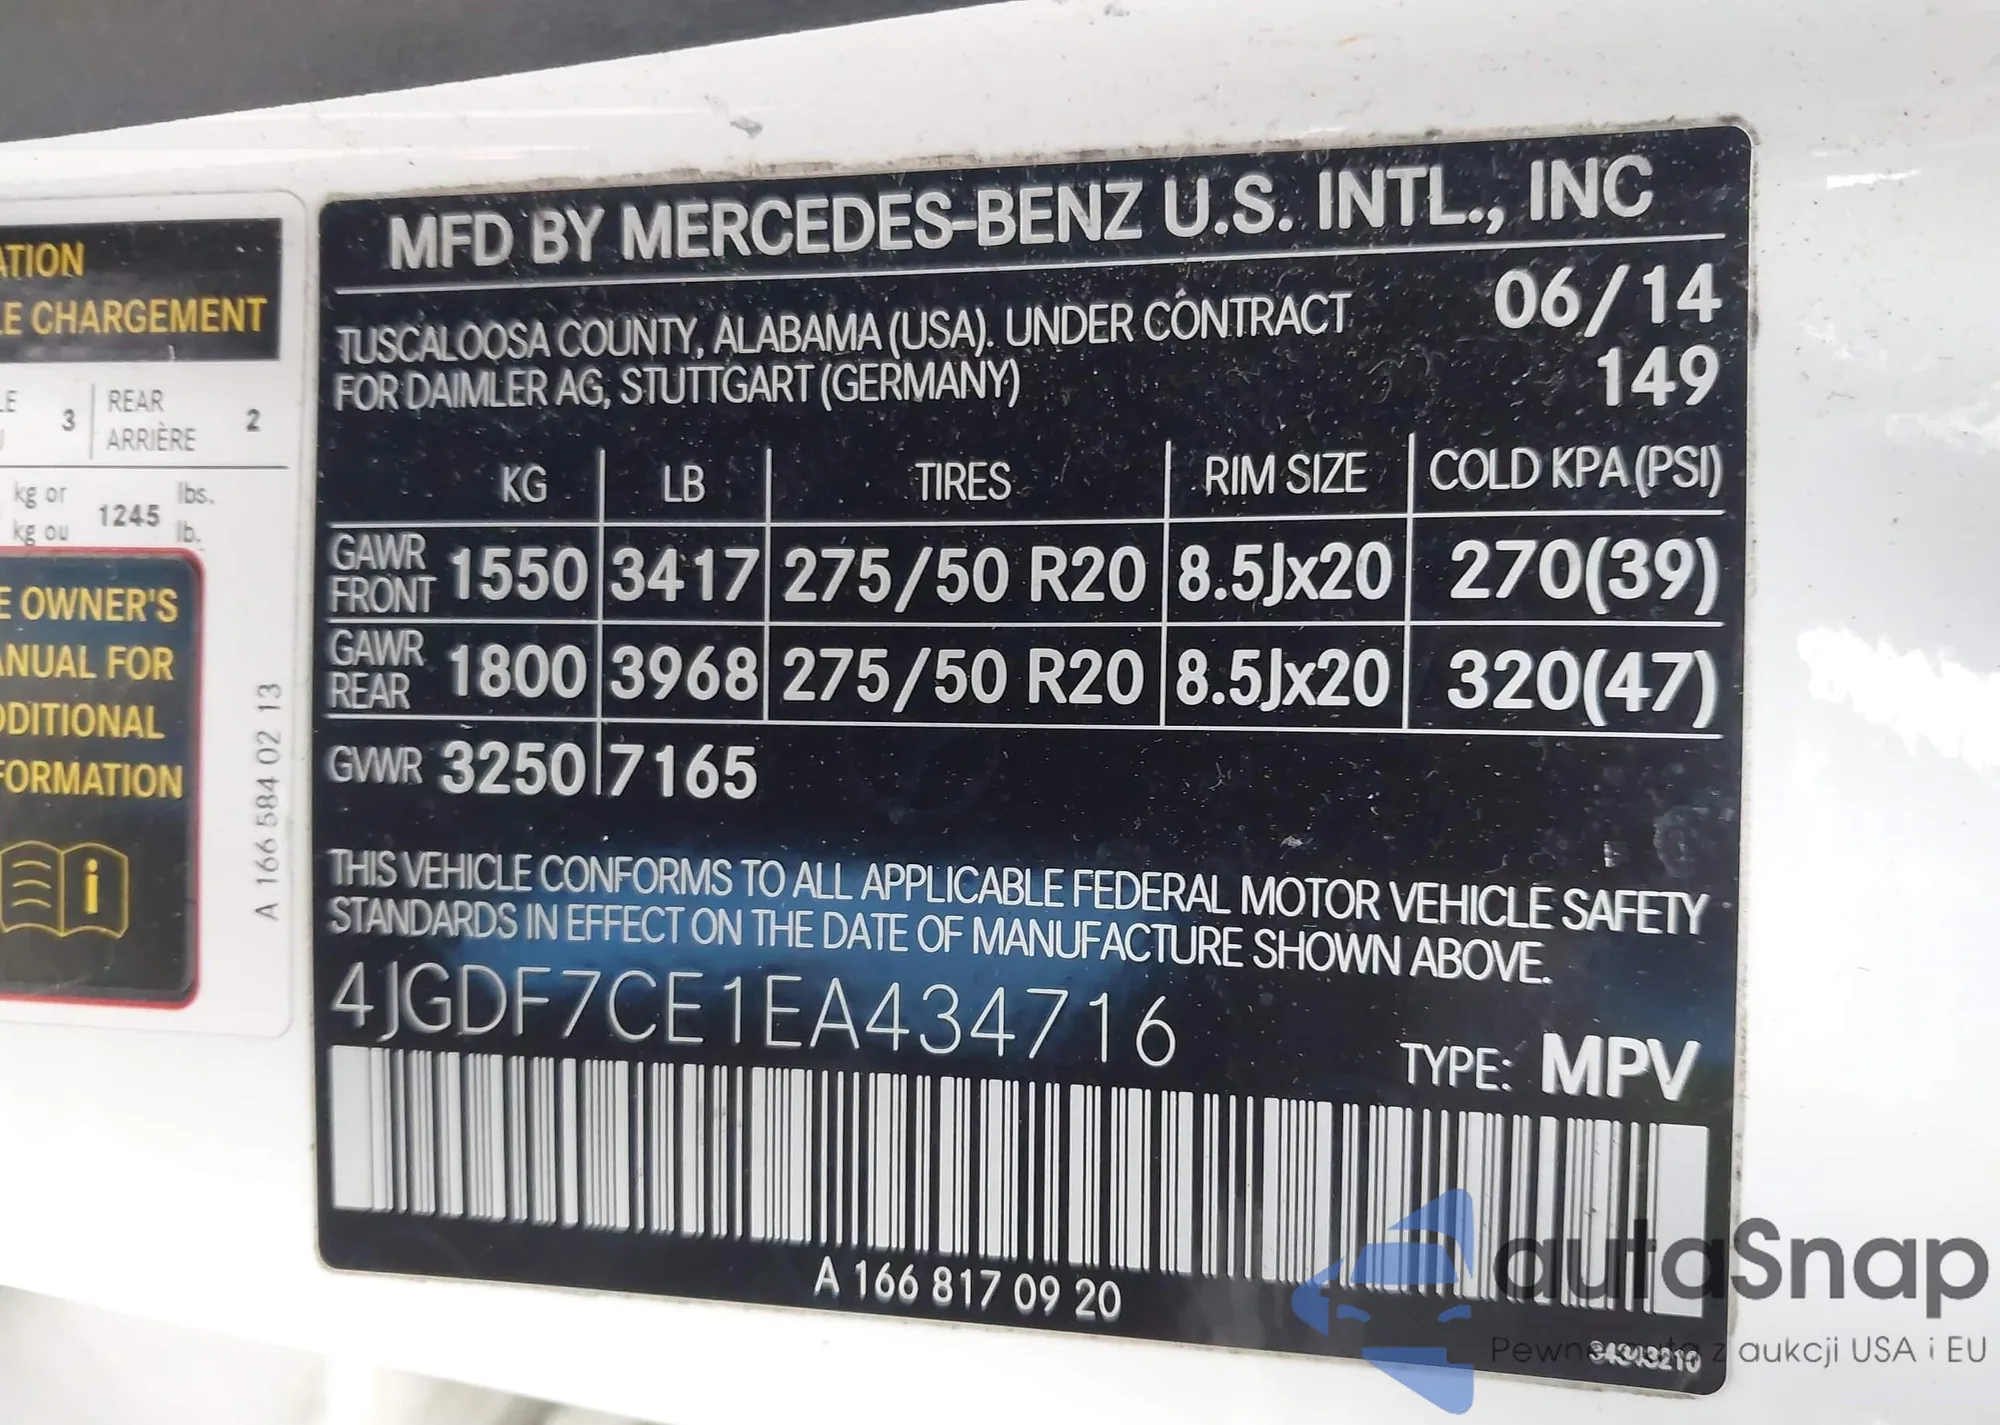 ATION
LE CHARGEMENT
LE 3 REAR 2
U ARRIÈRE
kg or 1245 lbs.
kg ou lb.
E OWNER'S
ANUAL FOR
DDITIONAL
FORMATION
A 166 584 02 13
MFD BY MERCEDES-BENZ U.S. INTL., INC
TUSCALOOSA COUNTY, ALABAMA (USA). UNDER CONTRACT 06/14
FOR DAIMLER AG, STUTTGART (GERMANY) 149
KG LB TIRES RIM SIZE COLD KPA (PSI)
GAWR FRONT 1550 3417 275/50 R20 8.5Jx20 270(39)
GAWR REAR 1800 3968 275/50 R20 8.5Jx20 320(47)
GVWR 3250 7165
THIS VEHICLE CONFORMS TO ALL APPLICABLE FEDERAL MOTOR VEHICLE SAFETY
STANDARDS IN EFFECT ON THE DATE OF MANUFACTURE SHOWN ABOVE.
4JGDF7CE1EA434716
TYPE: MPV
A 166 817 09 20
autaSnap
Pewne auta z aukcji USA i EU